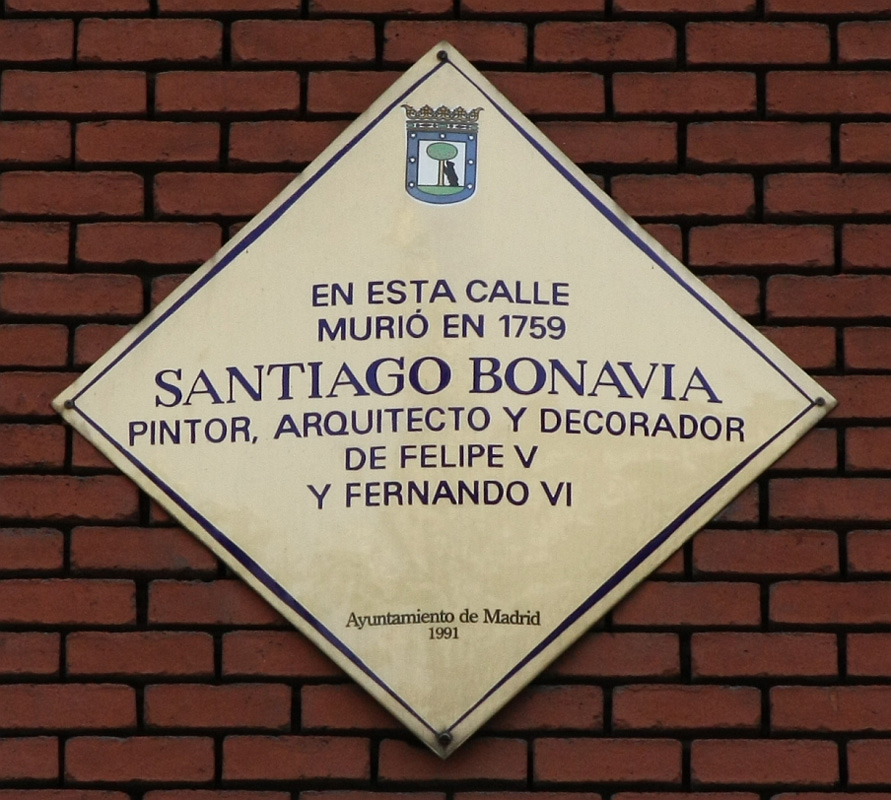 EN ESTA CALLE
MURIÓ EN 1759
SANTIAGO BONAVIA
PINTOR, ARQUITECTO Y DECORADOR
DE FELIPE V
Y FERNANDO VI
Ayuntamiento de Madrid
1991